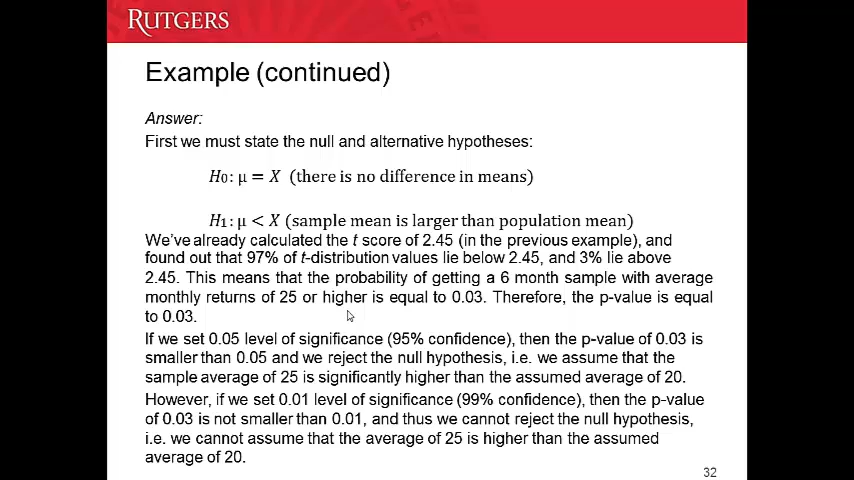 RUTGERS
Example (continued)
Answer:
First we must state the null and alternative hypotheses:
H0: μ = X (there is no difference in means)
H1: μ < X (sample mean is larger than population mean)
We've already calculated the t score of 2.45 (in the previous example), and
found out that 97% of t-distribution values lie below 2.45, and 3% lie above
2.45. This means that the probability of getting a 6 month sample with average
monthly returns of 25 or higher is equal to 0.03. Therefore, the p-value is equal
to 0.03.
If we set 0.05 level of significance (95% confidence), then the p-value of 0.03 is
smaller than 0.05 and we reject the null hypothesis, i.e. we assume that the
sample average of 25 is significantly higher than the assumed average of 20.
However, if we set 0.01 level of significance (99% confidence), then the p-value
of 0.03 is not smaller than 0.01, and thus we cannot reject the null hypothesis,
i.e. we cannot assume that the average of 25 is higher than the assumed
average of 20.
32